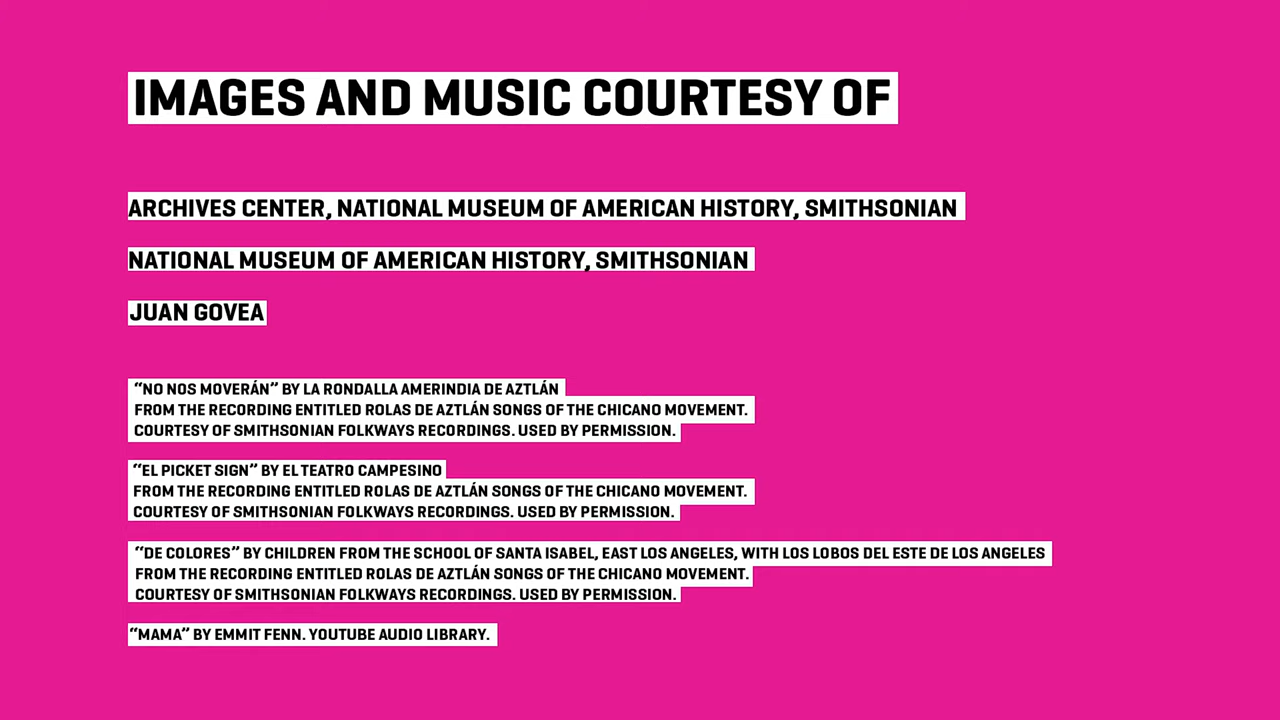 IMAGES AND MUSIC COURTESY OF
ARCHIVES CENTER, NATIONAL MUSEUM OF AMERICAN HISTORY, SMITHSONIAN
NATIONAL MUSEUM OF AMERICAN HISTORY, SMITHSONIAN
JUAN GOVEA
“NO NOS MOVERÁN” BY LA RONDALLA AMERINDIA DE AZTLÁN
FROM THE RECORDING ENTITLED ROLAS DE AZTLÁN SONGS OF THE CHICANO MOVEMENT.
COURTESY OF SMITHSONIAN FOLKWAYS RECORDINGS. USED BY PERMISSION.
“EL PICKET SIGN” BY EL TEATRO CAMPESINO
FROM THE RECORDING ENTITLED ROLAS DE AZTLÁN SONGS OF THE CHICANO MOVEMENT.
COURTESY OF SMITHSONIAN FOLKWAYS RECORDINGS. USED BY PERMISSION.
“DE COLORES” BY CHILDREN FROM THE SCHOOL OF SANTA ISABEL, EAST LOS ANGELES, WITH LOS LOBOS DEL ESTE DE LOS ANGELES
FROM THE RECORDING ENTITLED ROLAS DE AZTLÁN SONGS OF THE CHICANO MOVEMENT.
COURTESY OF SMITHSONIAN FOLKWAYS RECORDINGS. USED BY PERMISSION.
“MAMA” BY EMMIT FENN. YOUTUBE AUDIO LIBRARY.